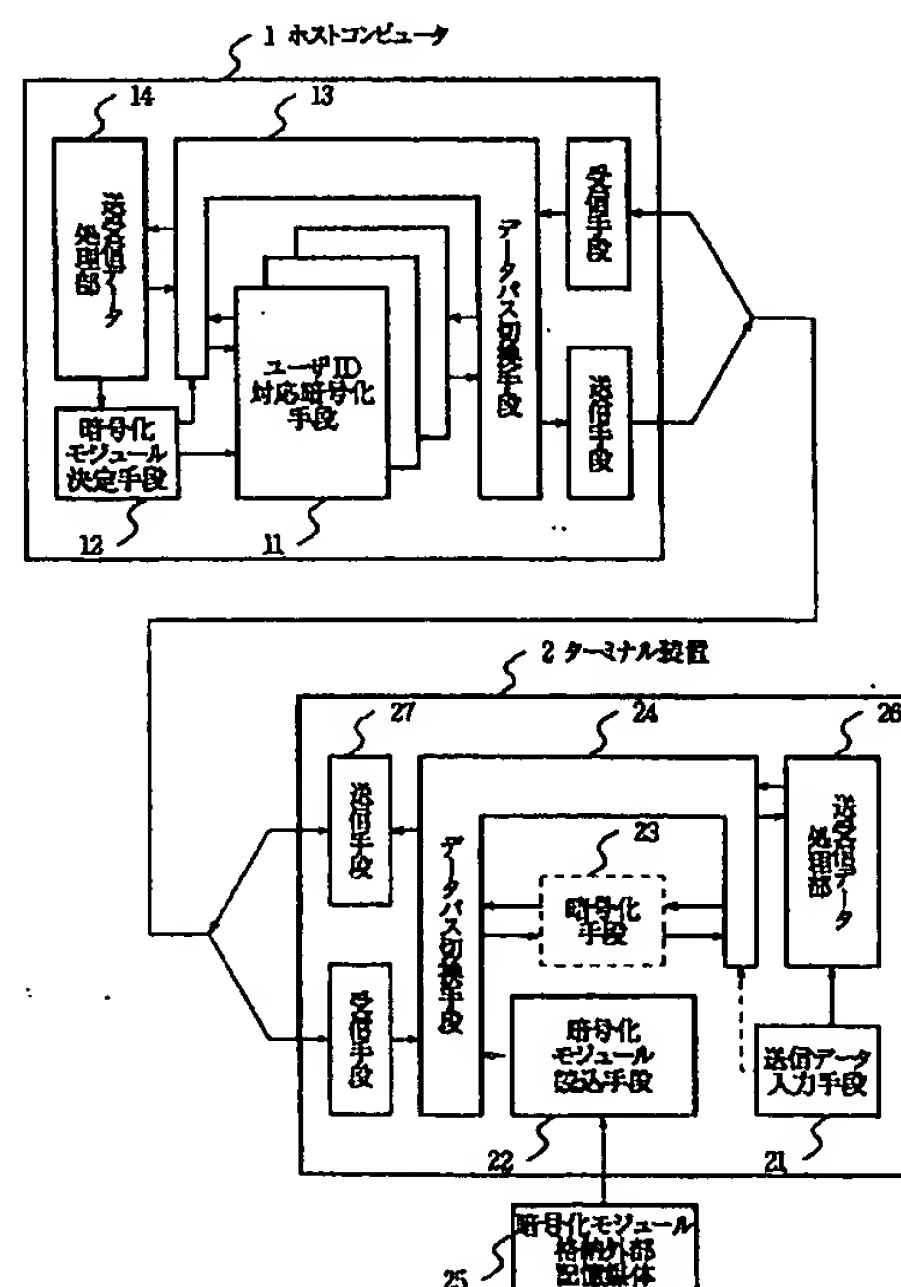 1 ホストコンピュータ
14
13
送受信データ
処理部
データパス切換手段
受信手段
ユーザID
対応暗号化
手段
送信手段
暗号化
モジュール
決定手段
12
11
2 ターミナル装置
27
24
26
送信手段
データパス切換手段
23
暗号化
手段
送受信データ
処理部
受信手段
暗号化
モジュール
読込手段
送信データ
入力手段
22
21
暗号化モジュール
格納外部
記憶媒体
25